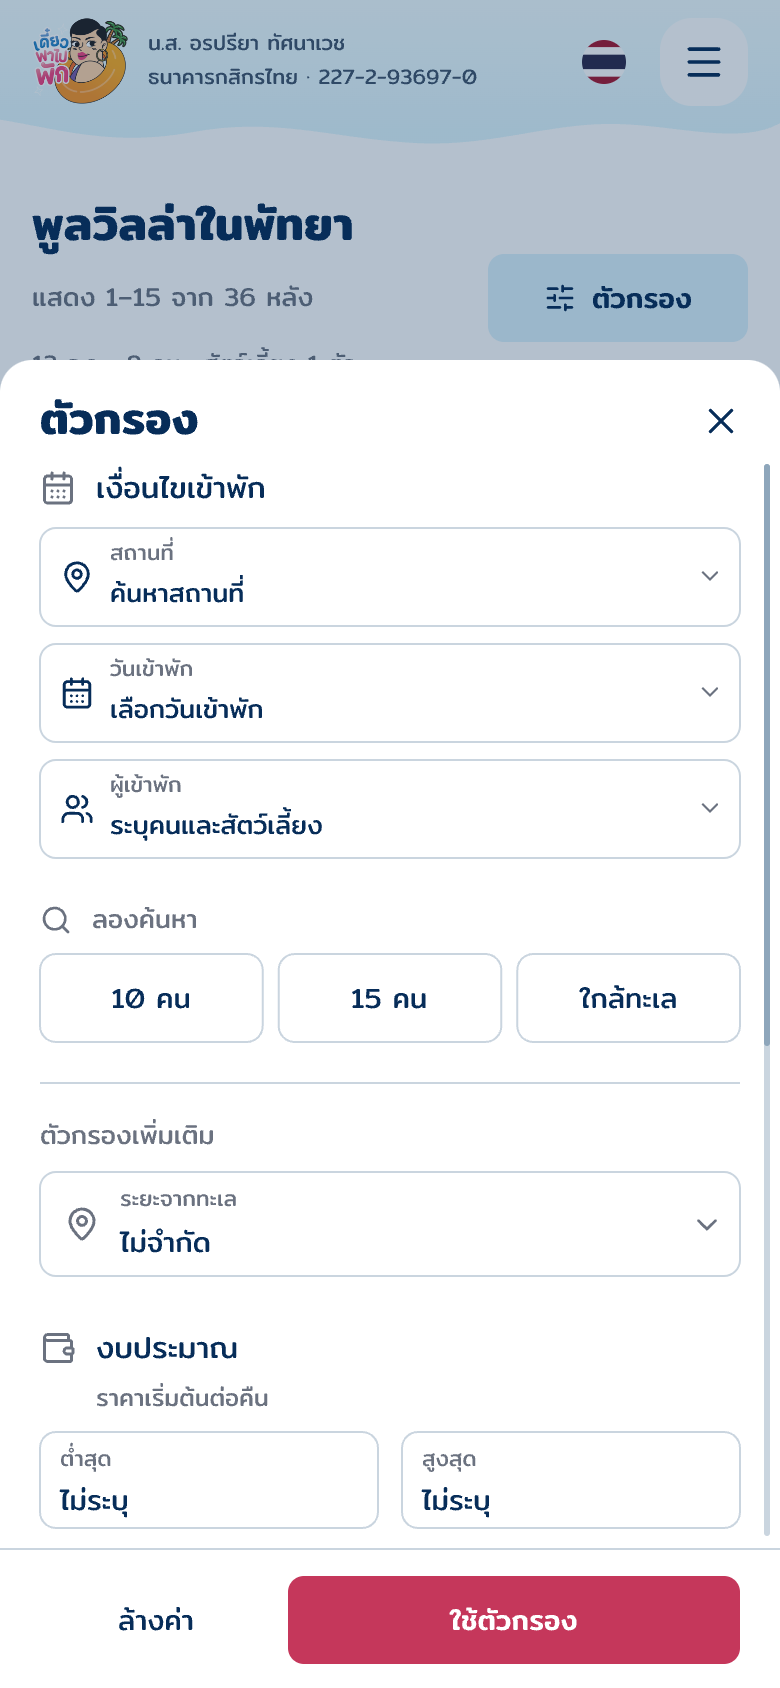 เดี๋ยว
พาไป
พัก
น.ส. อรปรียา ทัศนาเวช
ธนาคารกสิกรไทย · 227-2-93697-0
พูลวิลล่าในพัทยา
แสดง 1–15 จาก 36 หลัง
ตัวกรอง
ตัวกรอง
เงื่อนไขเข้าพัก
สถานที่
ค้นหาสถานที่
วันเข้าพัก
เลือกวันเข้าพัก
ผู้เข้าพัก
ระบุคนและสัตว์เลี้ยง
ลองค้นหา
10 คน
15 คน
ใกล้ทะเล
ตัวกรองเพิ่มเติม
ระยะจากทะเล
ไม่จำกัด
งบประมาณ
ราคาเริ่มต้นต่อคืน
ต่ำสุด
ไม่ระบุ
สูงสุด
ไม่ระบุ
ล้างค่า
ใช้ตัวกรอง